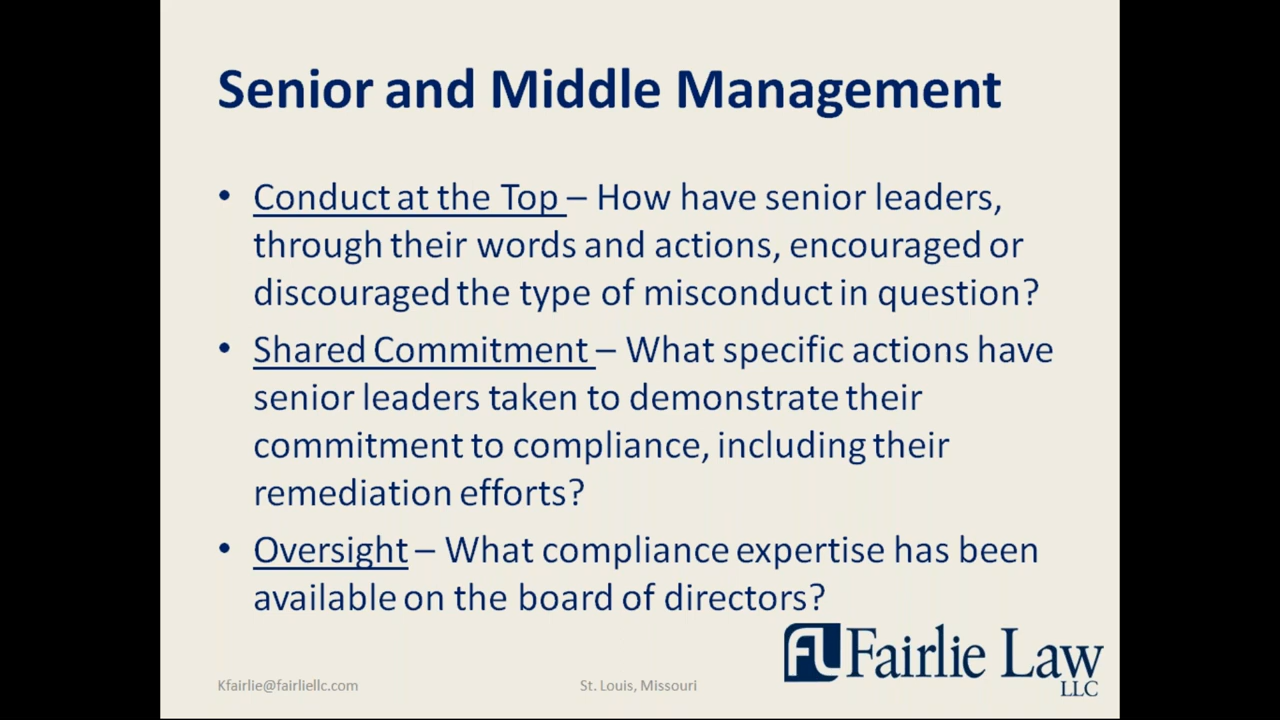 Senior and Middle Management
• Conduct at the Top – How have senior leaders,
through their words and actions, encouraged or
discouraged the type of misconduct in question?
• Shared Commitment – What specific actions have
senior leaders taken to demonstrate their
commitment to compliance, including their
remediation efforts?
• Oversight – What compliance expertise has been
available on the board of directors?
FL Fairlie Law
LLC
Kfairlie@fairliellc.com
St. Louis, Missouri